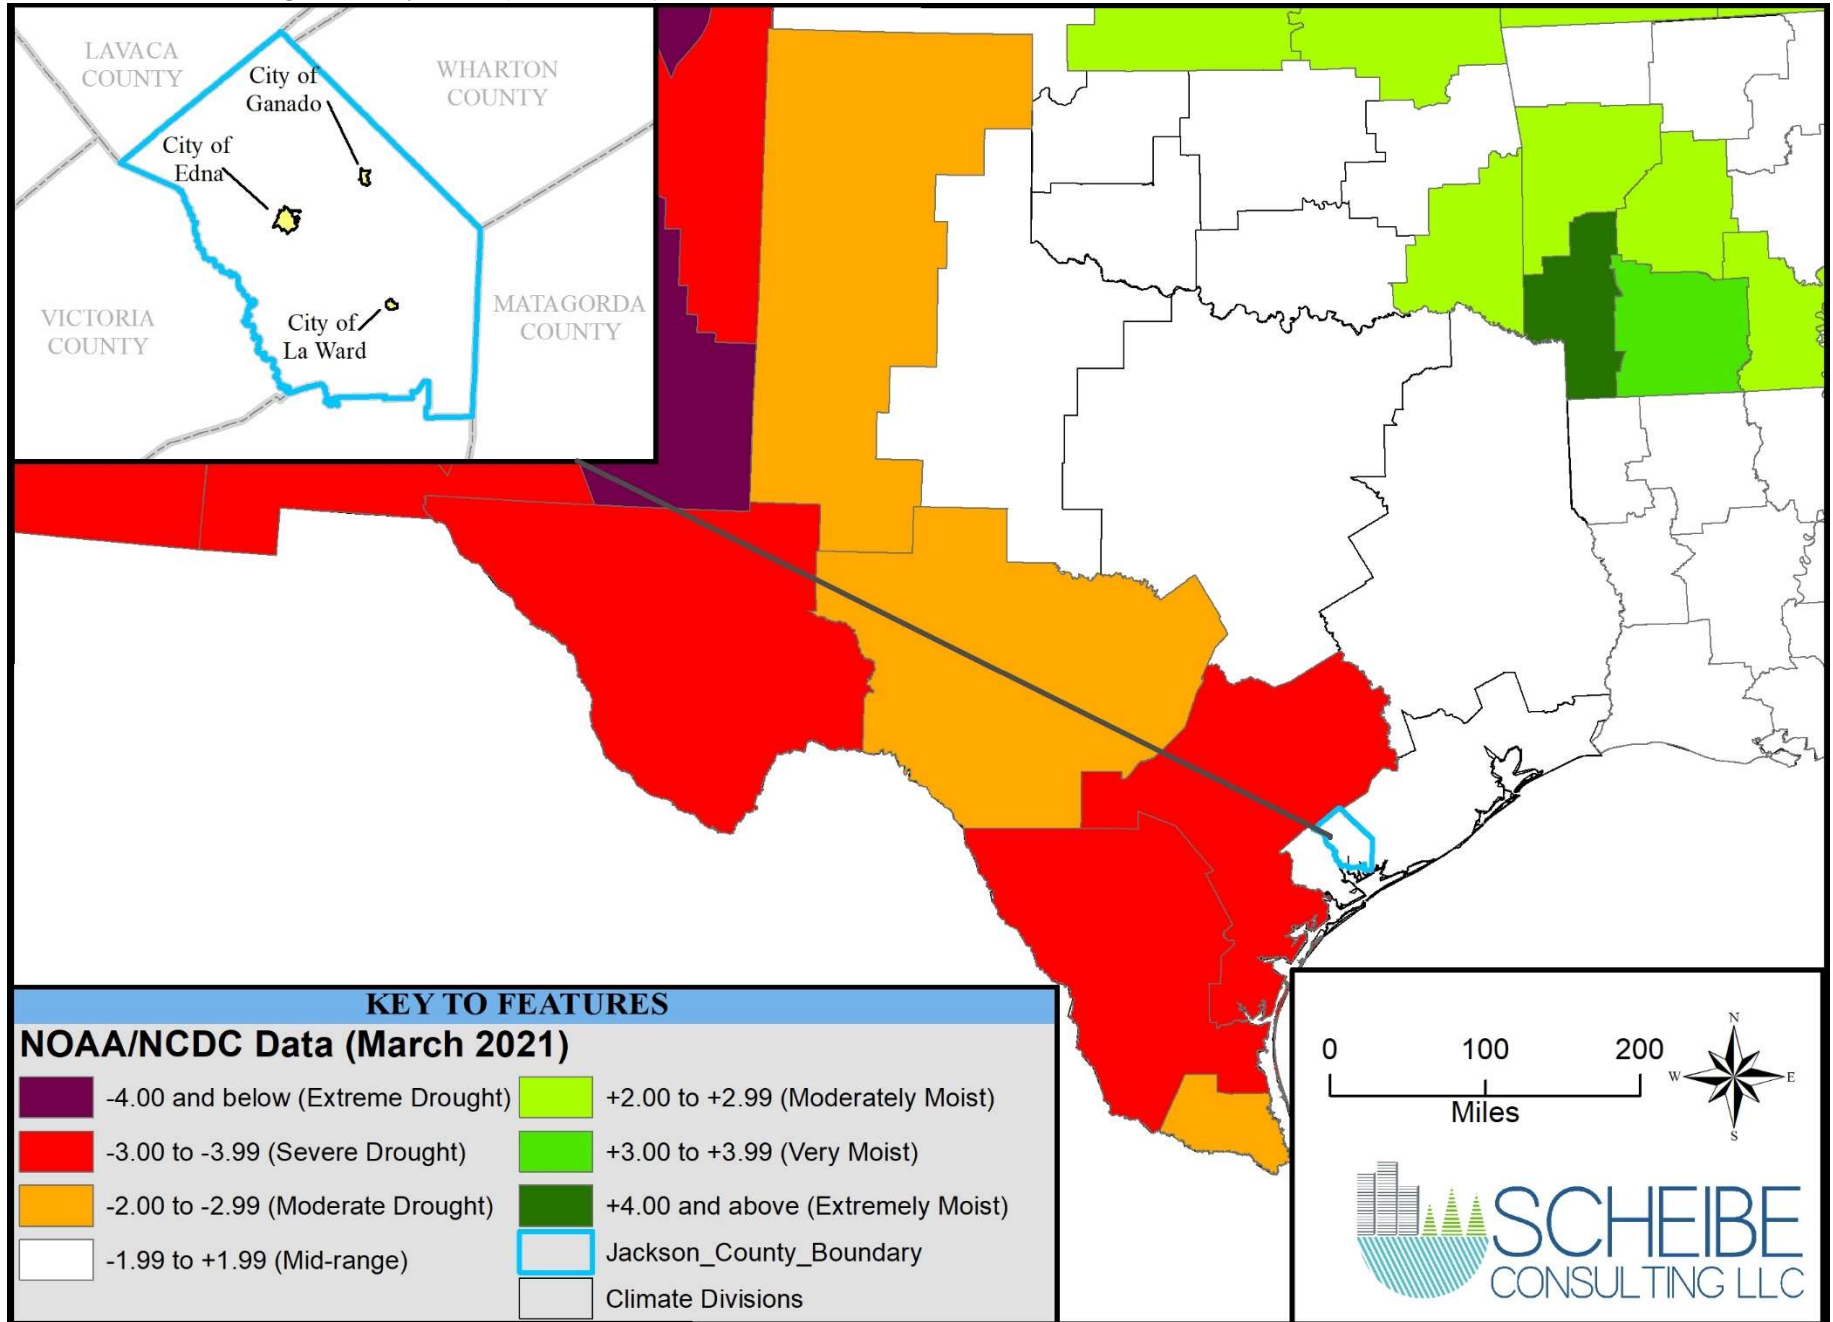 LAVACA
COUNTY
City of
Ganado
WHARTON
COUNTY
City of
Edna
VICTORIA
COUNTY
City of
La Ward
MATAGORDA
COUNTY
KEY TO FEATURES
NOAA/NCDC Data (March 2021)
-4.00 and below (Extreme Drought)
-3.00 to -3.99 (Severe Drought)
-2.00 to -2.99 (Moderate Drought)
-1.99 to +1.99 (Mid-range)
+2.00 to +2.99 (Moderately Moist)
+3.00 to +3.99 (Very Moist)
+4.00 and above (Extremely Moist)
Jackson_County_Boundary
Climate Divisions
0 100 200
Miles
N
W E
S
SCHEIBE
CONSULTING LLC